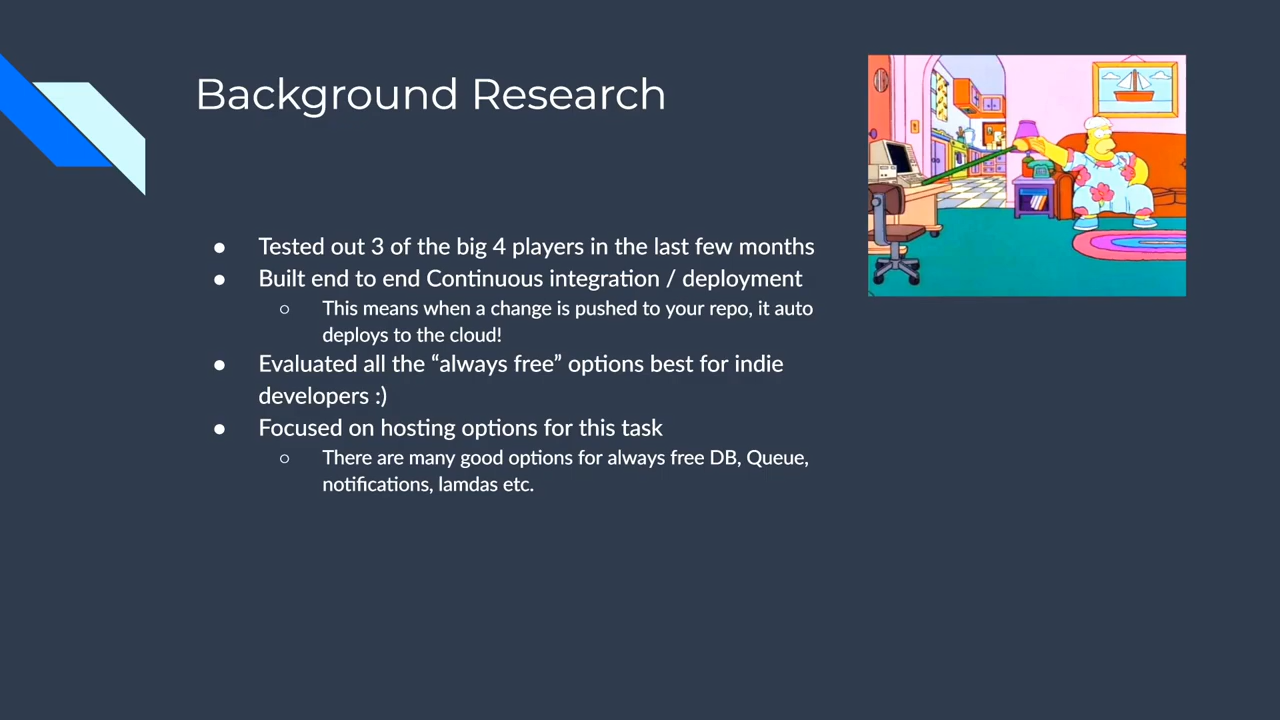 Background Research
● Tested out 3 of the big 4 players in the last few months
● Built end to end Continuous integration / deployment
○ This means when a change is pushed to your repo, it auto
deploys to the cloud!
● Evaluated all the “always free” options best for indie
developers :)
● Focused on hosting options for this task
○ There are many good options for always free DB, Queue,
notifications, lamdas etc.